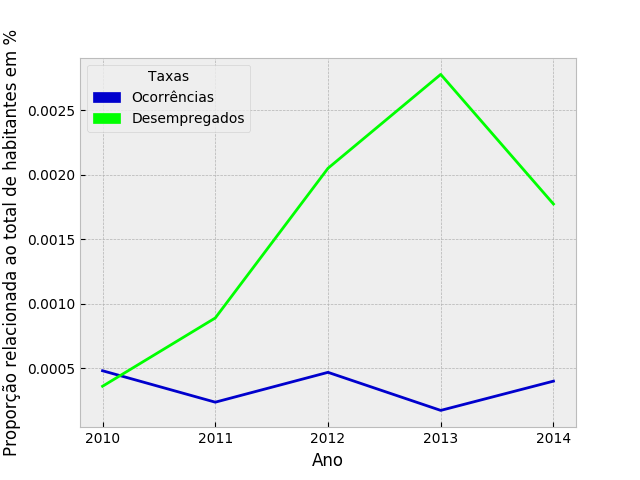 Proporção relacionada ao total de habitantes em %
Taxas
Ocorrências
Desempregados
0.0025
0.0020
0.0015
0.0010
0.0005
2010 2011 2012 2013 2014
Ano